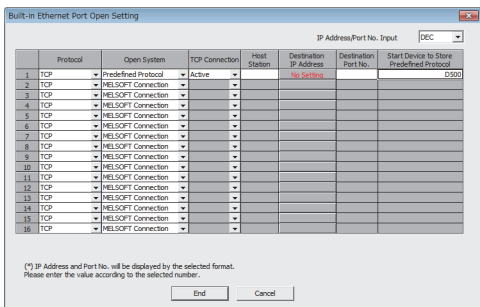 Built-in Ethernet Port Open Setting
IP Address/Port No. Input DEC
Protocol Open System TCP Connection Host Station Destination IP Address Destination Port No. Start Device to Store Predefined Protocol
1 TCP Predefined Protocol Active No Setting D500
2 TCP MELSOFT Connection
3 TCP MELSOFT Connection
4 TCP MELSOFT Connection
5 TCP MELSOFT Connection
6 TCP MELSOFT Connection
7 TCP MELSOFT Connection
8 TCP MELSOFT Connection
9 TCP MELSOFT Connection
10 TCP MELSOFT Connection
11 TCP MELSOFT Connection
12 TCP MELSOFT Connection
13 TCP MELSOFT Connection
14 TCP MELSOFT Connection
15 TCP MELSOFT Connection
16 TCP MELSOFT Connection
(*) IP Address and Port No. will be displayed by the selected format.
Please enter the value according to the selected number.
End Cancel